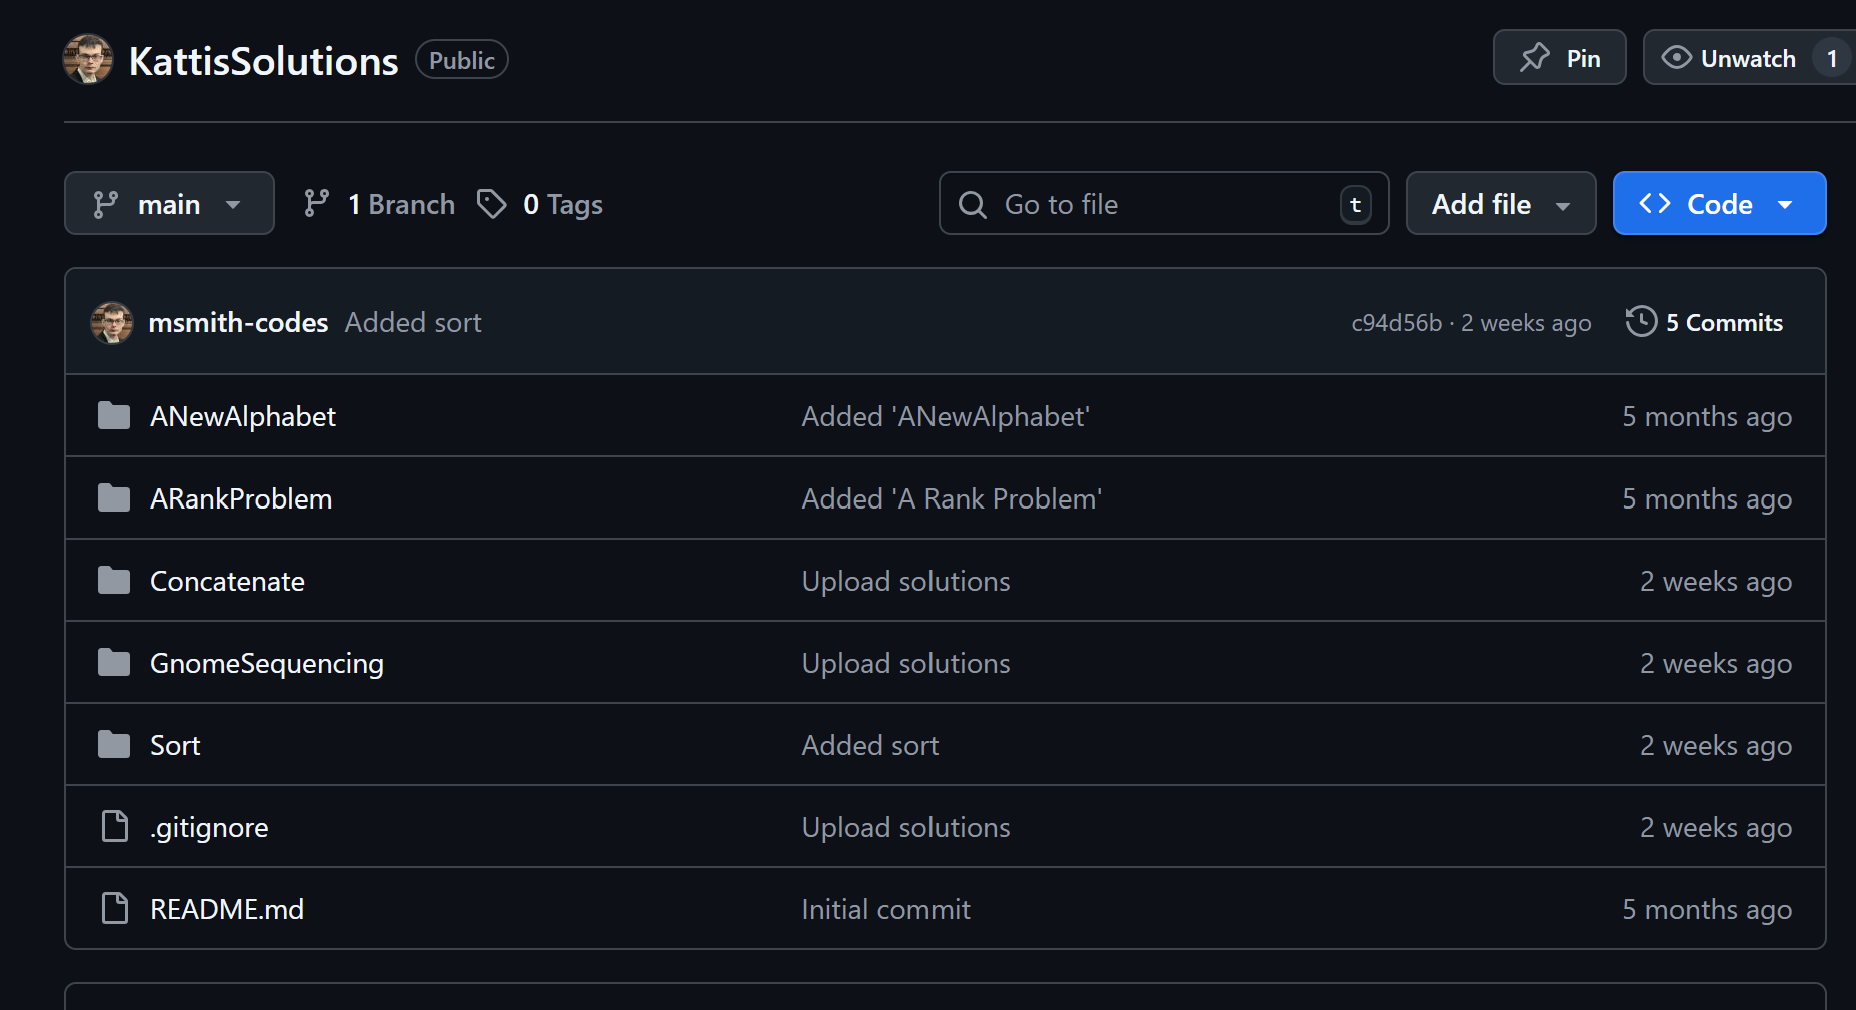 KattisSolutions Public Pin Unwatch 1
main 1 Branch 0 Tags Go to file t Add file Code
msmith-codes Added sort c94d56b · 2 weeks ago 5 Commits
ANewAlphabet Added 'ANewAlphabet' 5 months ago
ARankProblem Added 'A Rank Problem' 5 months ago
Concatenate Upload solutions 2 weeks ago
GnomeSequencing Upload solutions 2 weeks ago
Sort Added sort 2 weeks ago
.gitignore Upload solutions 2 weeks ago
README.md Initial commit 5 months ago